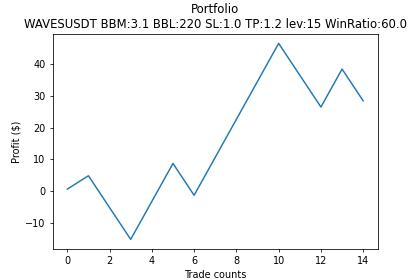 Portfolio
WAVESUSDT BBM:3.1 BBL:220 SL:1.0 TP:1.2 lev:15 WinRatio:60.0
40
30
20
10
0
−10
Profit ($)
0 2 4 6 8 10 12 14
Trade counts